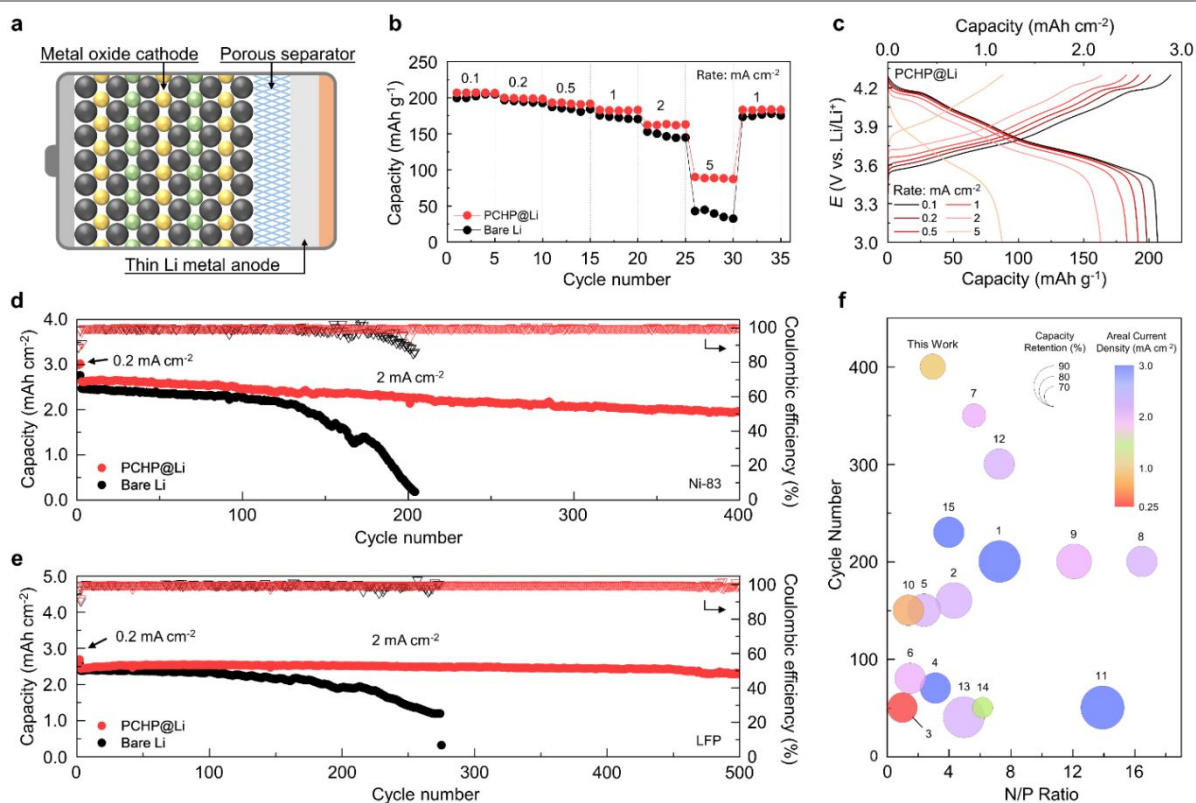 a
Metal oxide cathode
Porous separator
Thin Li metal anode
b
Capacity (mAh g-1)
250
200
150
100
50
0
0.1
0.2
0.5
1
2
5
1
Rate: mA cm-2
PCHP@Li
Bare Li
0 5 10 15 20 25 30 35
Cycle number
c
Capacity (mAh cm-2)
0.0 1.0 2.0 3.0
PCHP@Li
E (V vs. Li/Li+)
4.2
3.9
3.6
3.3
3.0
Rate: mA cm-2
0.1 1
0.2 2
0.5 5
0 50 100 150 200
Capacity (mAh g-1)
d
Capacity (mAh cm-2)
4.0
3.0
2.0
1.0
0.0
0.2 mA cm-2
2 mA cm-2
PCHP@Li
Bare Li
Ni-83
100
80
60
40
20
0
Coulombic efficiency (%)
0 100 200 300 400
Cycle number
e
Capacity (mAh cm-2)
5.0
4.0
3.0
2.0
1.0
0.0
0.2 mA cm-2
2 mA cm-2
PCHP@Li
Bare Li
LFP
100
80
60
40
20
0
Coulombic efficiency (%)
0 100 200 300 400 500
Cycle number
f
Cycle Number
400
300
200
100
0
This Work
7
12
15
1
9
8
10
5
2
6
4
13
14
11
3
Capacity
Retention (%)
90
80
70
Areal Current
Density (mA cm-2)
3.0
2.0
1.0
0.25
0 4 8 12 16
N/P Ratio